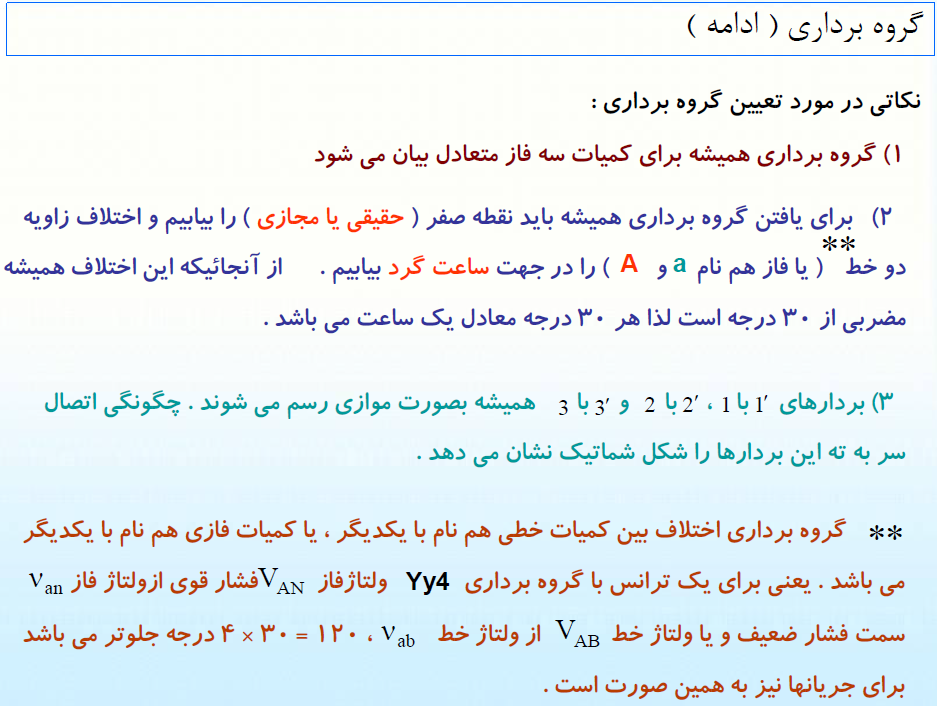 گروه برداری ( ادامه )
نکاتی در مورد تعیین گروه برداری :
۱) گروه برداری همیشه برای کمیات سه فاز متعادل بیان می شود
۲) برای یافتن گروه برداری همیشه باید نقطه صفر ( حقیقی یا مجازی ) را بیابیم و اختلاف زاویه
دو خط** ( یا فاز هم نام a و A ) را در جهت ساعت گرد بیابیم . از آنجائیکه این اختلاف همیشه
مضربی از ۳۰ درجه است لذا هر ۳۰ درجه معادل یک ساعت می باشد .
۳) بردارهای 1′ با 1 ، 2′ با 2 و 3′ با 3 همیشه بصورت موازی رسم می شوند . چگونگی اتصال
سر به ته این بردارها را شکل شماتیک نشان می دهد .
** گروه برداری اختلاف بین کمیات خطی هم نام با یکدیگر ، یا کمیات فازی هم نام با یکدیگر
می باشد . یعنی برای یک ترانس با گروه برداری Yy4 ولتاژفاز VAN فشار قوی ازولتاژ فاز van
سمت فشار ضعیف و یا ولتاژ خط VAB از ولتاژ خط vab ، ۱۲۰ = ۳۰ × ۴ درجه جلوتر می باشد
برای جریانها نیز به همین صورت است .